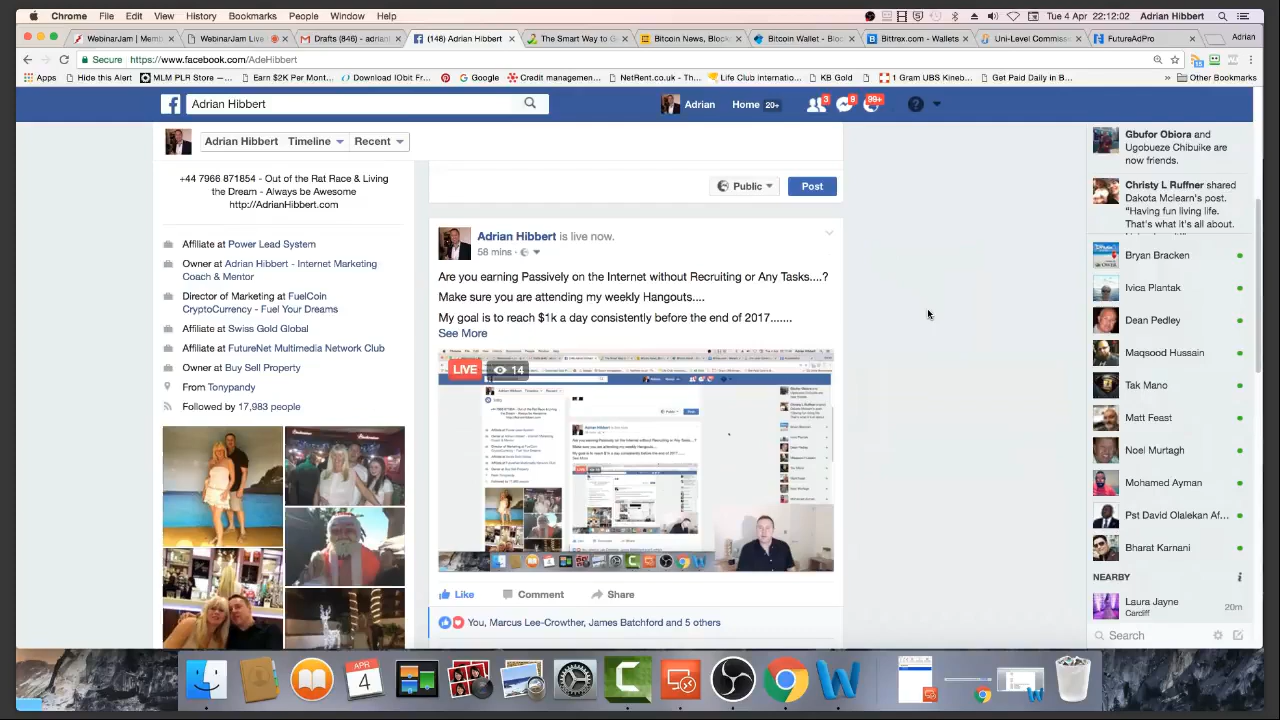 Chrome File Edit View History Bookmarks People Window Help
Tue 4 Apr 22:12:02 Adrian Hibbert
WebinarJam | Memb
WebinarJam Live
Drafts (846) - adrian
(148) Adrian Hibbert
The Smart Way to G
Bitcoin News, Block
Bitcoin Wallet - Bloc
Bittrex.com - Wallets
Uni-Level Commiss
FutureAdPro
Adrian
Secure https://www.facebook.com/AdeHibbert
Apps
Hide this Alert
MLM PLR Store —...
Earn $2K Per Mont...
Download IObit Fr...
Google
Credit managemen...
NetRent.co.uk - Th...
Life Club Internatio...
KB Gold
1 Gram UBS Kineb...
Get Paid Daily in B...
Other Bookmarks
Adrian Hibbert
Adrian Home 20+
3 9 99+
Adrian Hibbert Timeline Recent
+44 7966 871854 - Out of the Rat Race & Living
the Dream - Always be Awesome
http://AdrianHibbert.com
Affiliate at Power Lead System
Owner at Adrian Hibbert - Internet Marketing
Coach & Mentor
Director of Marketing at FuelCoin
CryptoCurrency - Fuel Your Dreams
Affiliate at Swiss Gold Global
Affiliate at FutureNet Multimedia Network Club
Owner at Buy Sell Property
From Tonypandy
Followed by 17,983 people
Public Post
Adrian Hibbert is live now.
58 mins
Are you earning Passively on the Internet without Recruiting or Any Tasks....?
Make sure you are attending my weekly Hangouts....
My goal is to reach $1k a day consistently before the end of 2017.......
See More
LIVE 14
Like Comment Share
You, Marcus Lee-Crowther, James Batchford and 5 others
Gbufor Obiora and
Ugobueze Chibuike are
now friends.
Christy L Ruffner shared
Dakota Mclearn's post.
"Having fun living life.
That's what it's all about.
Bryan Bracken
Ivica Plantak
Dean Pedley
Maqsood Hussain
Tak Mano
Matt Feast
Noel Murtagh
Mohamed Ayman
Pst David Olalekan Af...
Bharat Karnani
NEARBY
Laura Jayne
Cardiff
20m
Search
APR
4